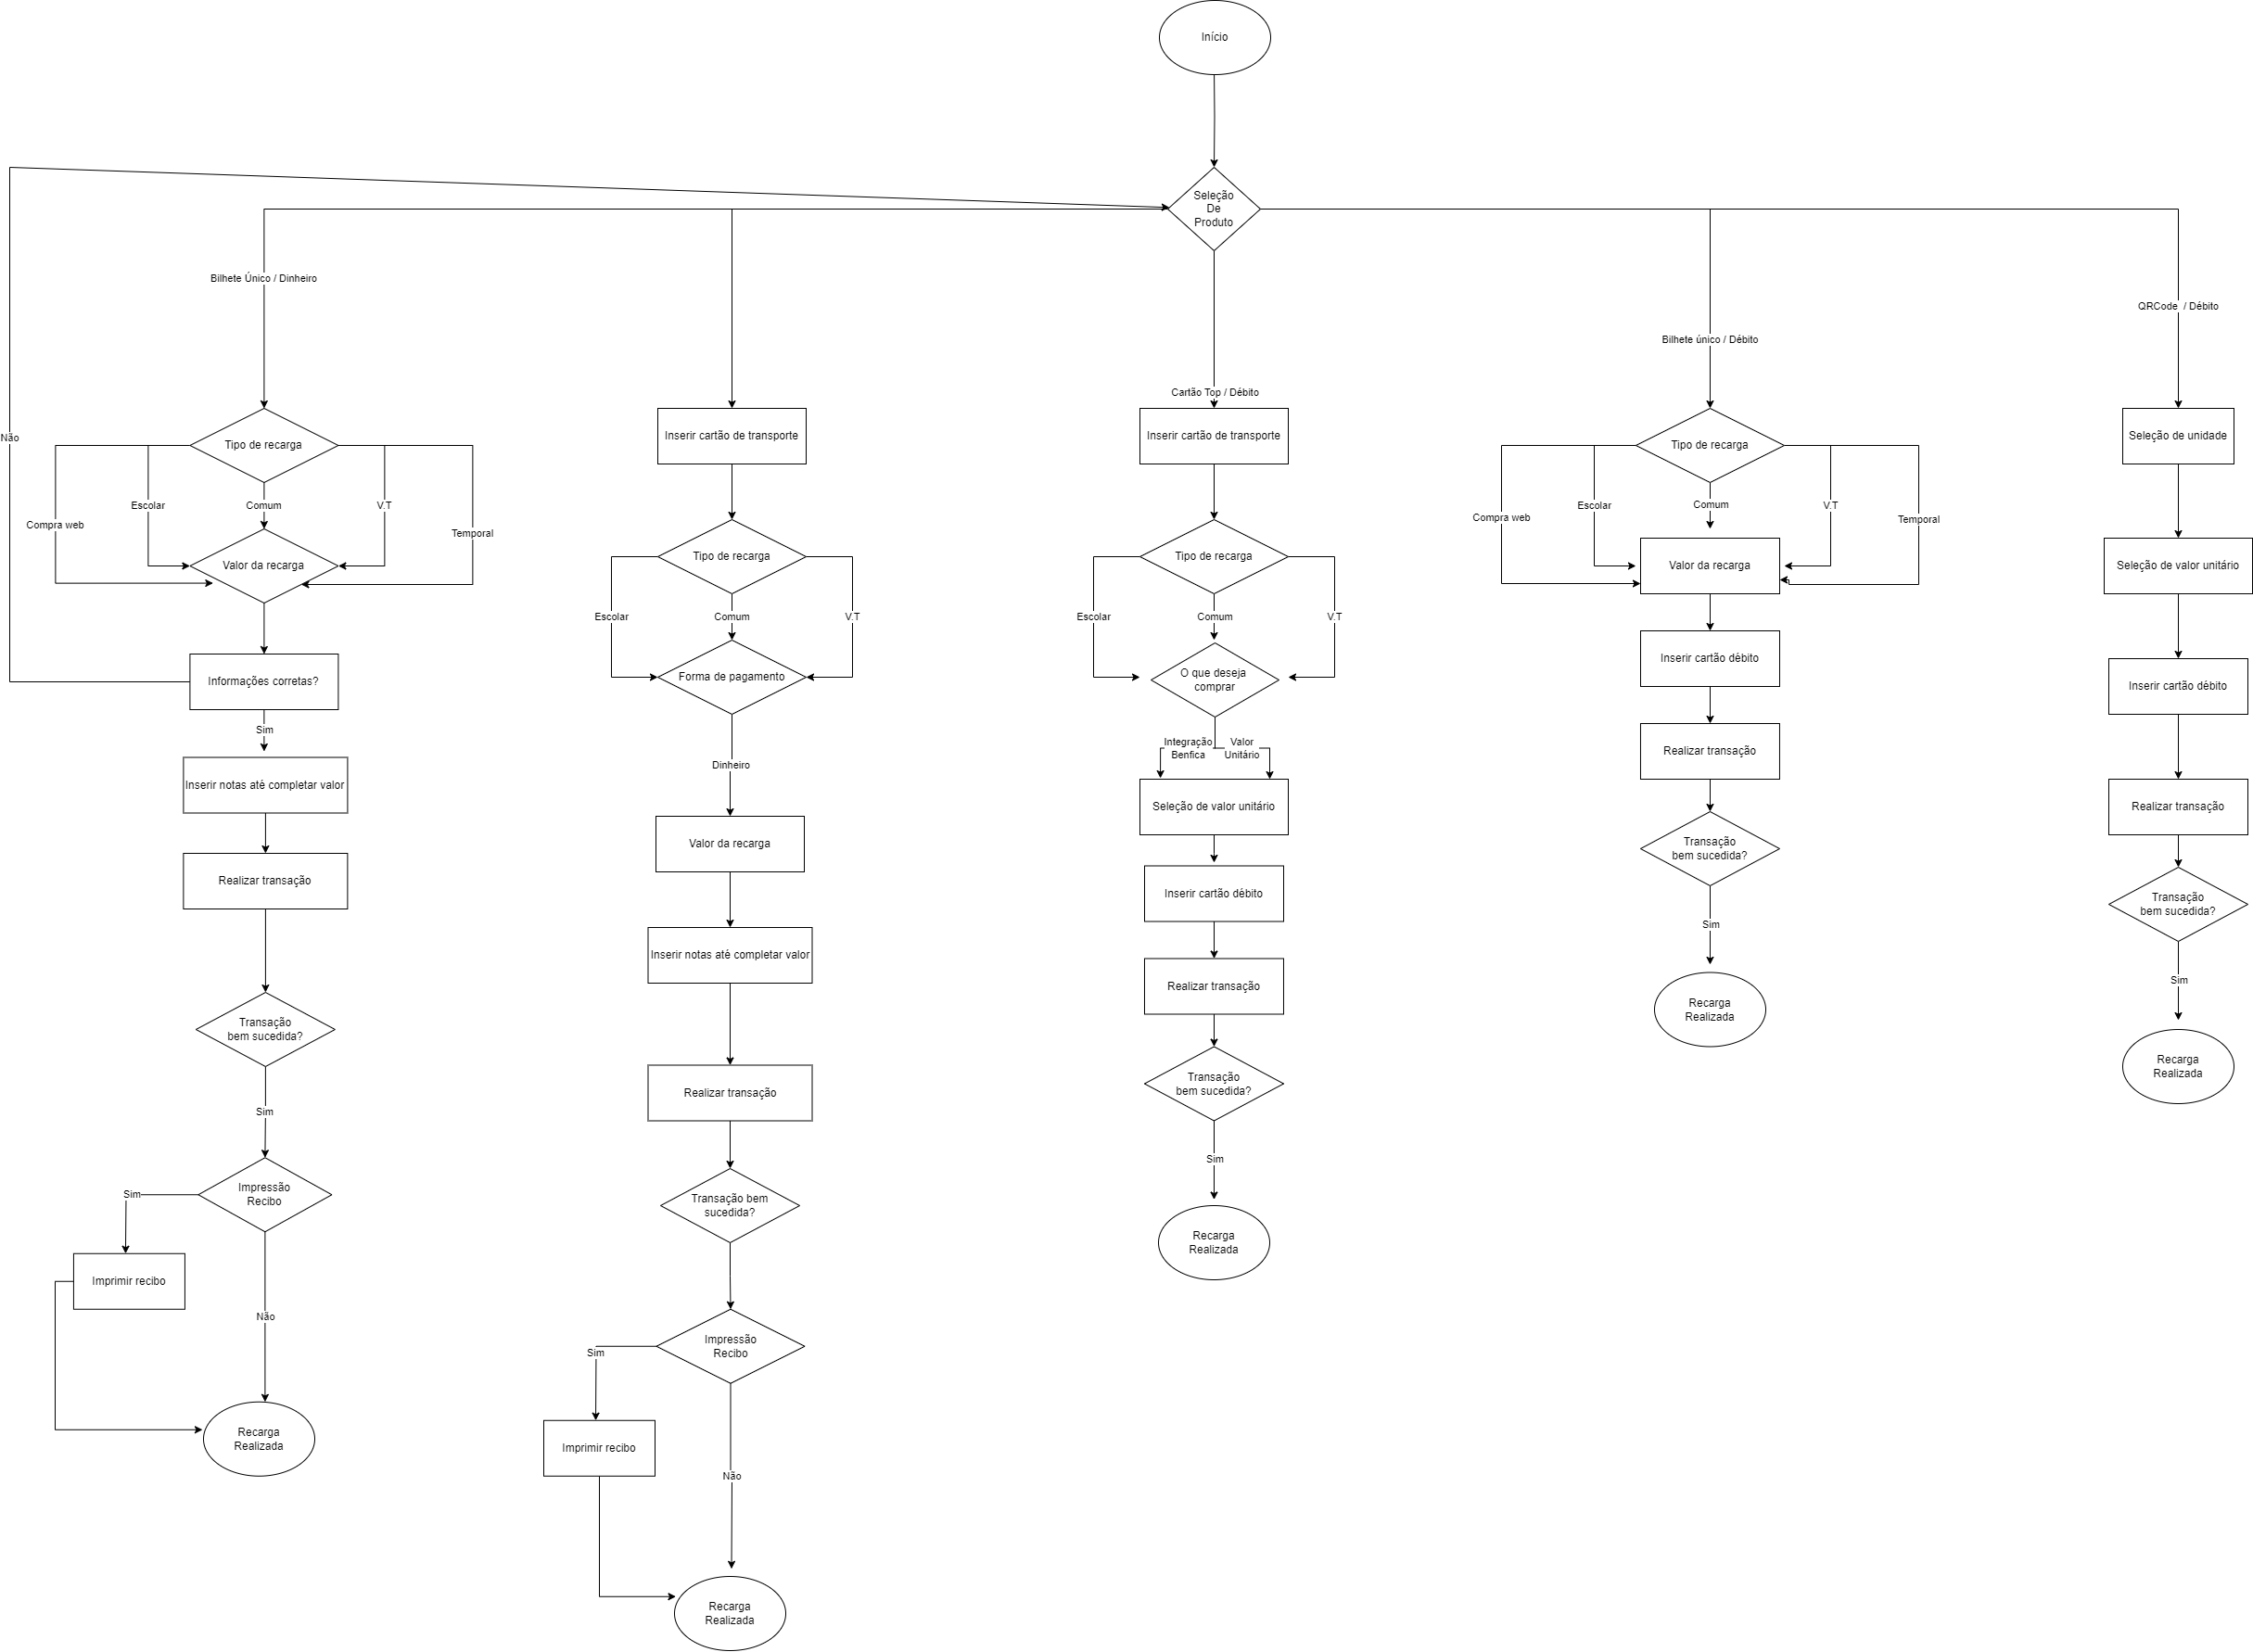 Início
Seleção
De
Produto
Bilhete Único / Dinheiro
QRCode  / Débito
Bilhete único / Débito
Cartão Top / Débito
Não
Tipo de recarga
Compra web
Escolar
Comum
V.T
Temporal
Valor da recarga
Informações corretas?
Sim
Inserir notas até completar valor
Realizar transação
Transação
bem sucedida?
Sim
Impressão
Recibo
Sim
Imprimir recibo
Não
Recarga
Realizada
Inserir cartão de transporte
Tipo de recarga
Escolar
Comum
V.T
Forma de pagamento
Dinheiro
Valor da recarga
Inserir notas até completar valor
Realizar transação
Transação bem
sucedida?
Impressão
Recibo
Sim
Imprimir recibo
Não
Recarga
Realizada
Inserir cartão de transporte
Tipo de recarga
Escolar
Comum
V.T
O que deseja
comprar
Integração
Benfica
Valor
Unitário
Seleção de valor unitário
Inserir cartão débito
Realizar transação
Transação
bem sucedida?
Sim
Recarga
Realizada
Tipo de recarga
Compra web
Escolar
Comum
V.T
Temporal
Valor da recarga
Inserir cartão débito
Realizar transação
Transação
bem sucedida?
Sim
Recarga
Realizada
Seleção de unidade
Seleção de valor unitário
Inserir cartão débito
Realizar transação
Transação
bem sucedida?
Sim
Recarga
Realizada